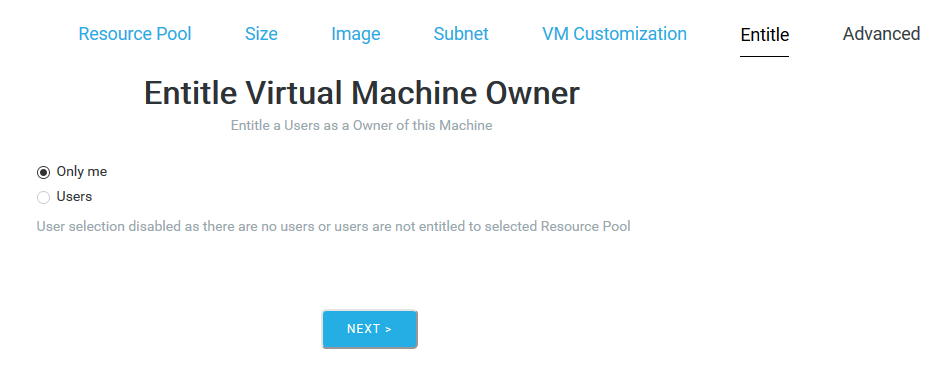 Resource Pool Size Image Subnet VM Customization Entitle Advanced
Entitle Virtual Machine Owner
Entitle a Users as a Owner of this Machine
Only me
Users
User selection disabled as there are no users or users are not entitled to selected Resource Pool
NEXT >